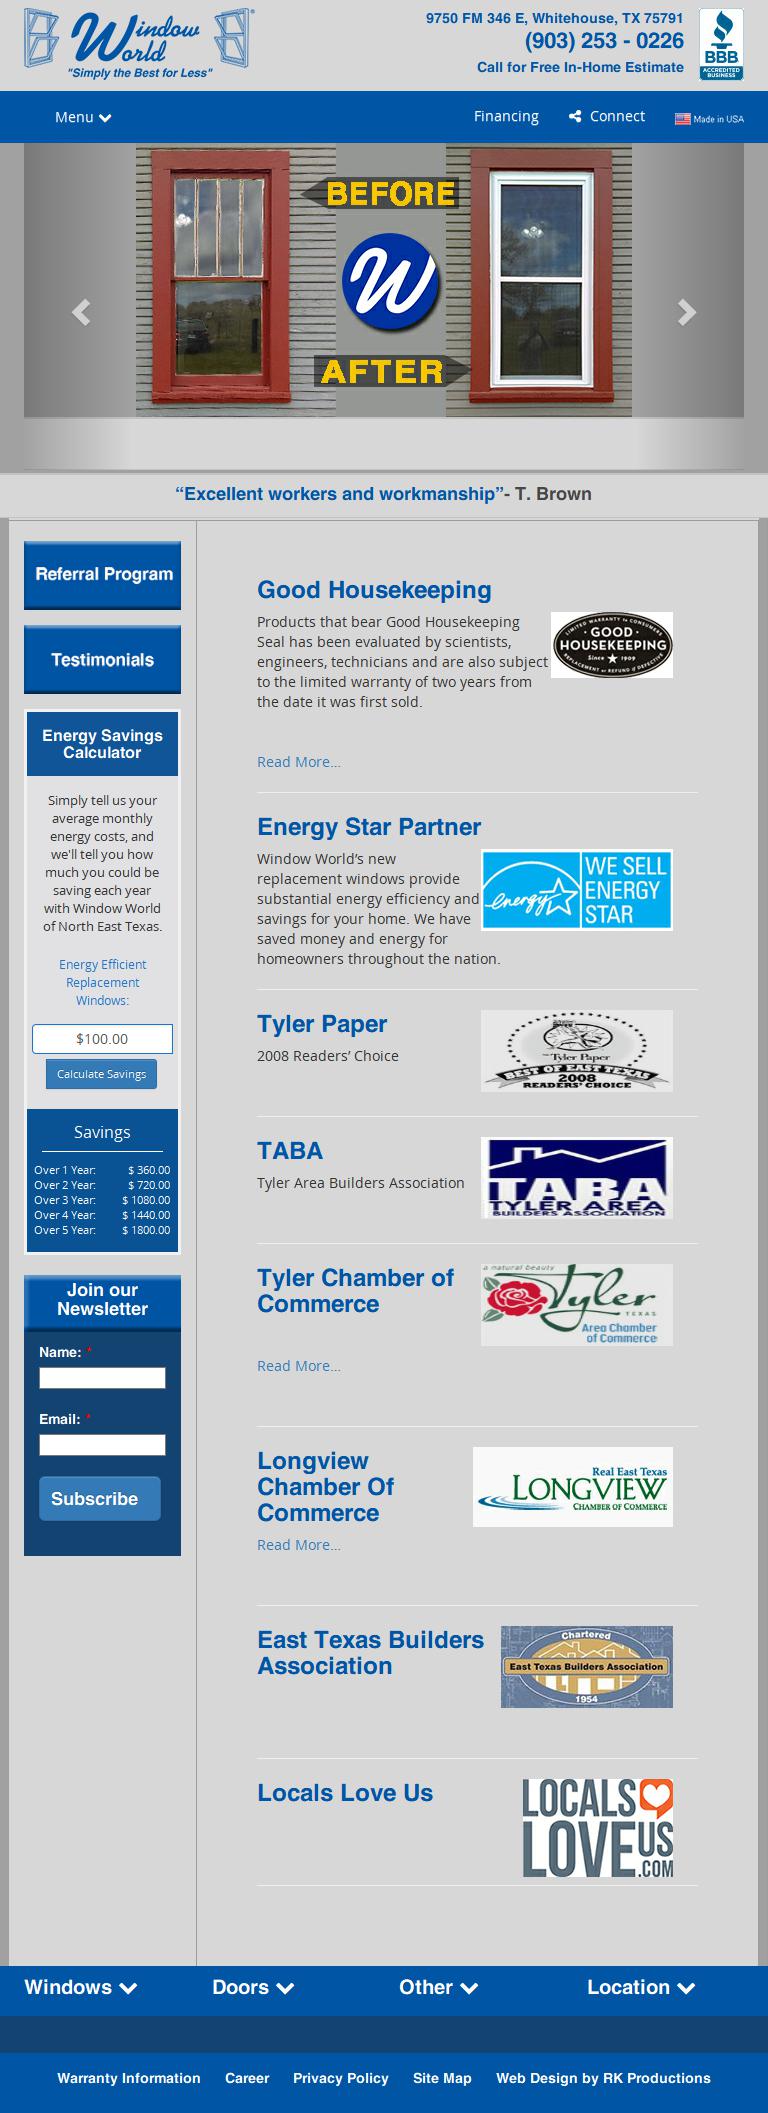 Window
World
"Simply the Best for Less"
9750 FM 346 E, Whitehouse, TX 75791
(903) 253 - 0226
Call for Free In-Home Estimate
BBB
ACCREDITED
BUSINESS
Menu
Financing
Connect
Made in USA
BEFORE
W
AFTER
“Excellent workers and workmanship”- T. Brown
Referral Program
Testimonials
Energy Savings
Calculator
Simply tell us your
average monthly
energy costs, and
we'll tell you how
much you could be
saving each year
with Window World
of North East Texas.
Energy Efficient
Replacement
Windows:
$100.00
Calculate Savings
Savings
Over 1 Year: $ 360.00
Over 2 Year: $ 720.00
Over 3 Year: $ 1080.00
Over 4 Year: $ 1440.00
Over 5 Year: $ 1800.00
Join our
Newsletter
Name: *
Email: *
Subscribe
Good Housekeeping
Products that bear Good Housekeeping
Seal has been evaluated by scientists,
engineers, technicians and are also subject
to the limited warranty of two years from
the date it was first sold.
LIMITED WARRANTY to CONSUMERS
GOOD
HOUSEKEEPING
Since 1909
REPLACEMENT or REFUND if DEFECTIVE
Read More...
Energy Star Partner
Window World’s new
replacement windows provide
substantial energy efficiency and
savings for your home. We have
saved money and energy for
homeowners throughout the nation.
energy
WE SELL
ENERGY
STAR
Tyler Paper
2008 Readers’ Choice
Tyler Paper
BEST OF EAST TEXAS
2008
READERS' CHOICE
TABA
Tyler Area Builders Association
TABA
TYLER AREA
BUILDERS ASSOCIATION
Tyler Chamber of
Commerce
a natural beauty
Tyler
TEXAS
Area Chamber
of Commerce
Read More...
Longview
Chamber Of
Commerce
Real East Texas
LONGVIEW
CHAMBER OF COMMERCE
Read More...
East Texas Builders
Association
Chartered
East Texas Builders Association
1954
Locals Love Us
LOCALS
LOVE US
.COM
Windows
Doors
Other
Location
Warranty Information
Career
Privacy Policy
Site Map
Web Design by RK Productions